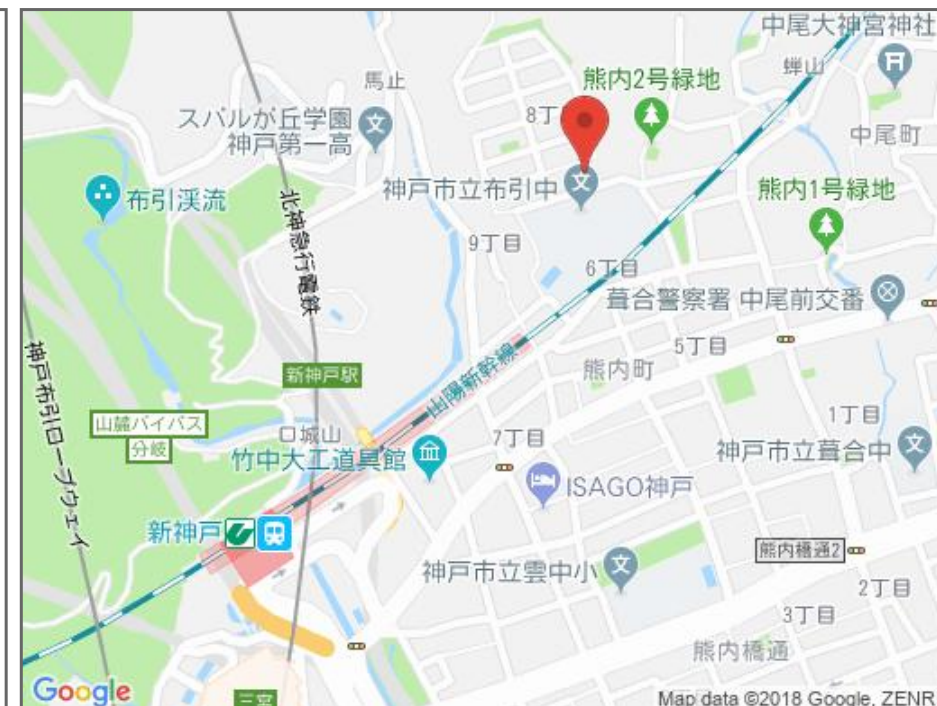 中尾大神宮神社
蝉山
馬止
熊内2号緑地
スバルが丘学園
神戸第一高
8丁
中尾町
布引渓流
北神急行電鉄
神戸市立布引中
熊内1号緑地
9丁目
6丁目
葺合警察署 中尾前交番
神戸布引ロープウェイ
新神戸駅
山陽新幹線
5丁目
熊内町
山麓バイパス
分岐
口城山
竹中大工道具館
7丁目
1丁目
神戸市立葺合中
ISAGO神戸
新神戸
熊内橋通2
神戸市立雲中小
2丁目
3丁目
熊内橋通
Google
三宮
Map data ©2018 Google, ZENR